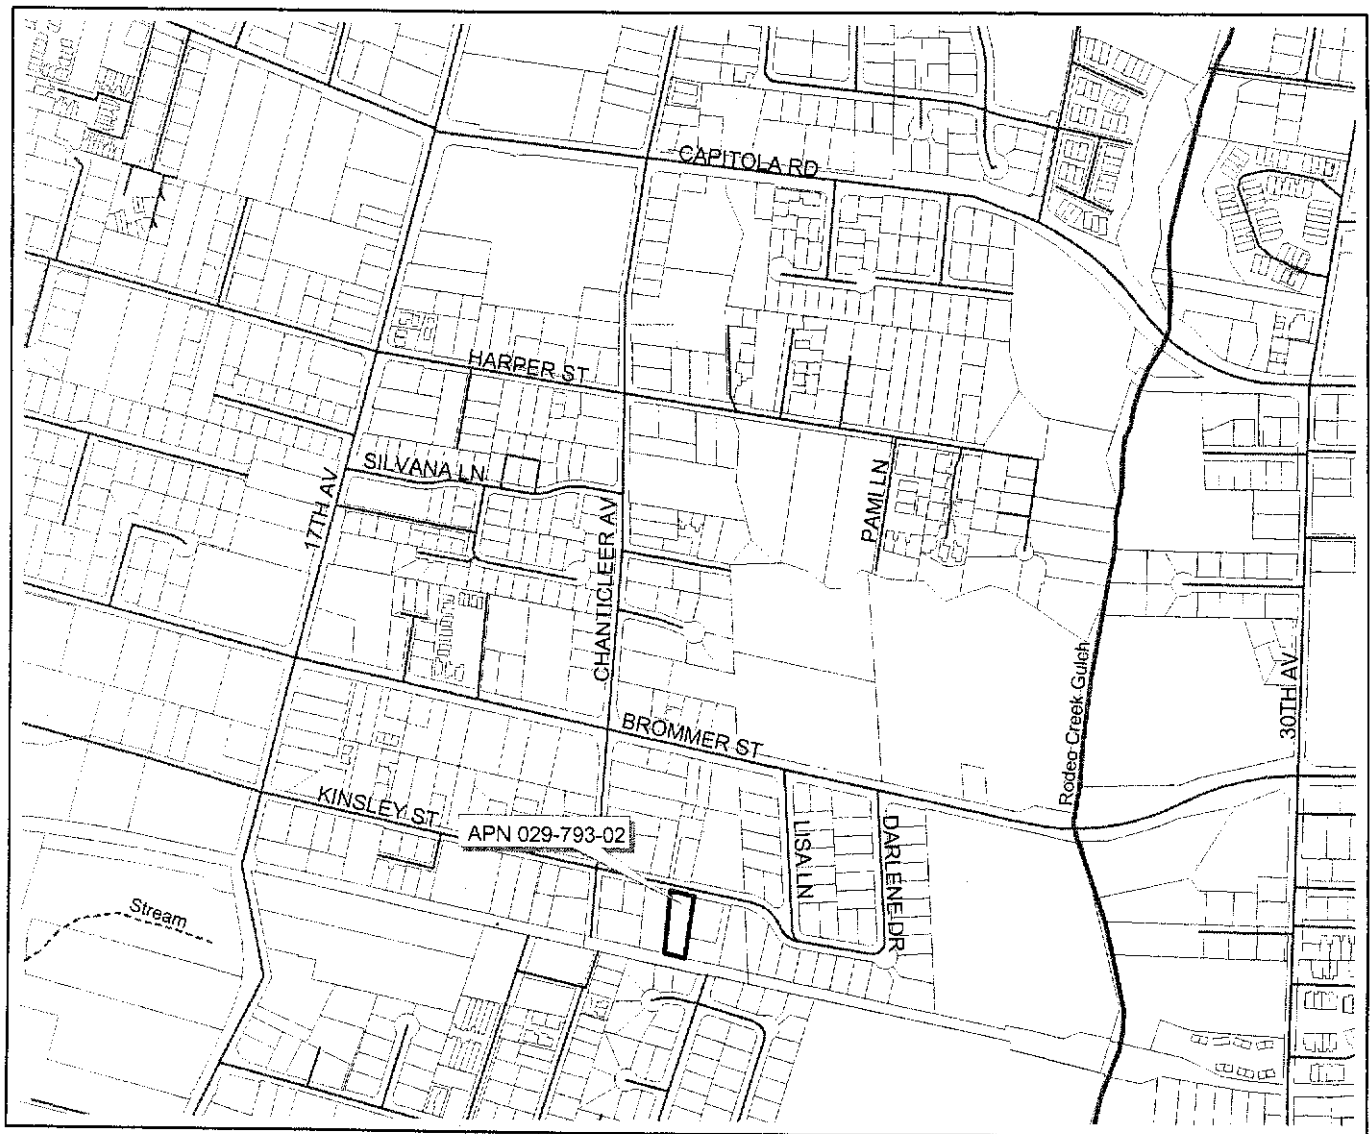 CAPITOLA RD
HARPER ST
SILVANA LN
17TH AV
CHANTICLEER AV
PAMI LN
BROMMER ST
Rodeo Creek Gulch
30TH AV
KINSLEY ST
APN 029-793-02
LISA LN
DARLENE DR
Stream